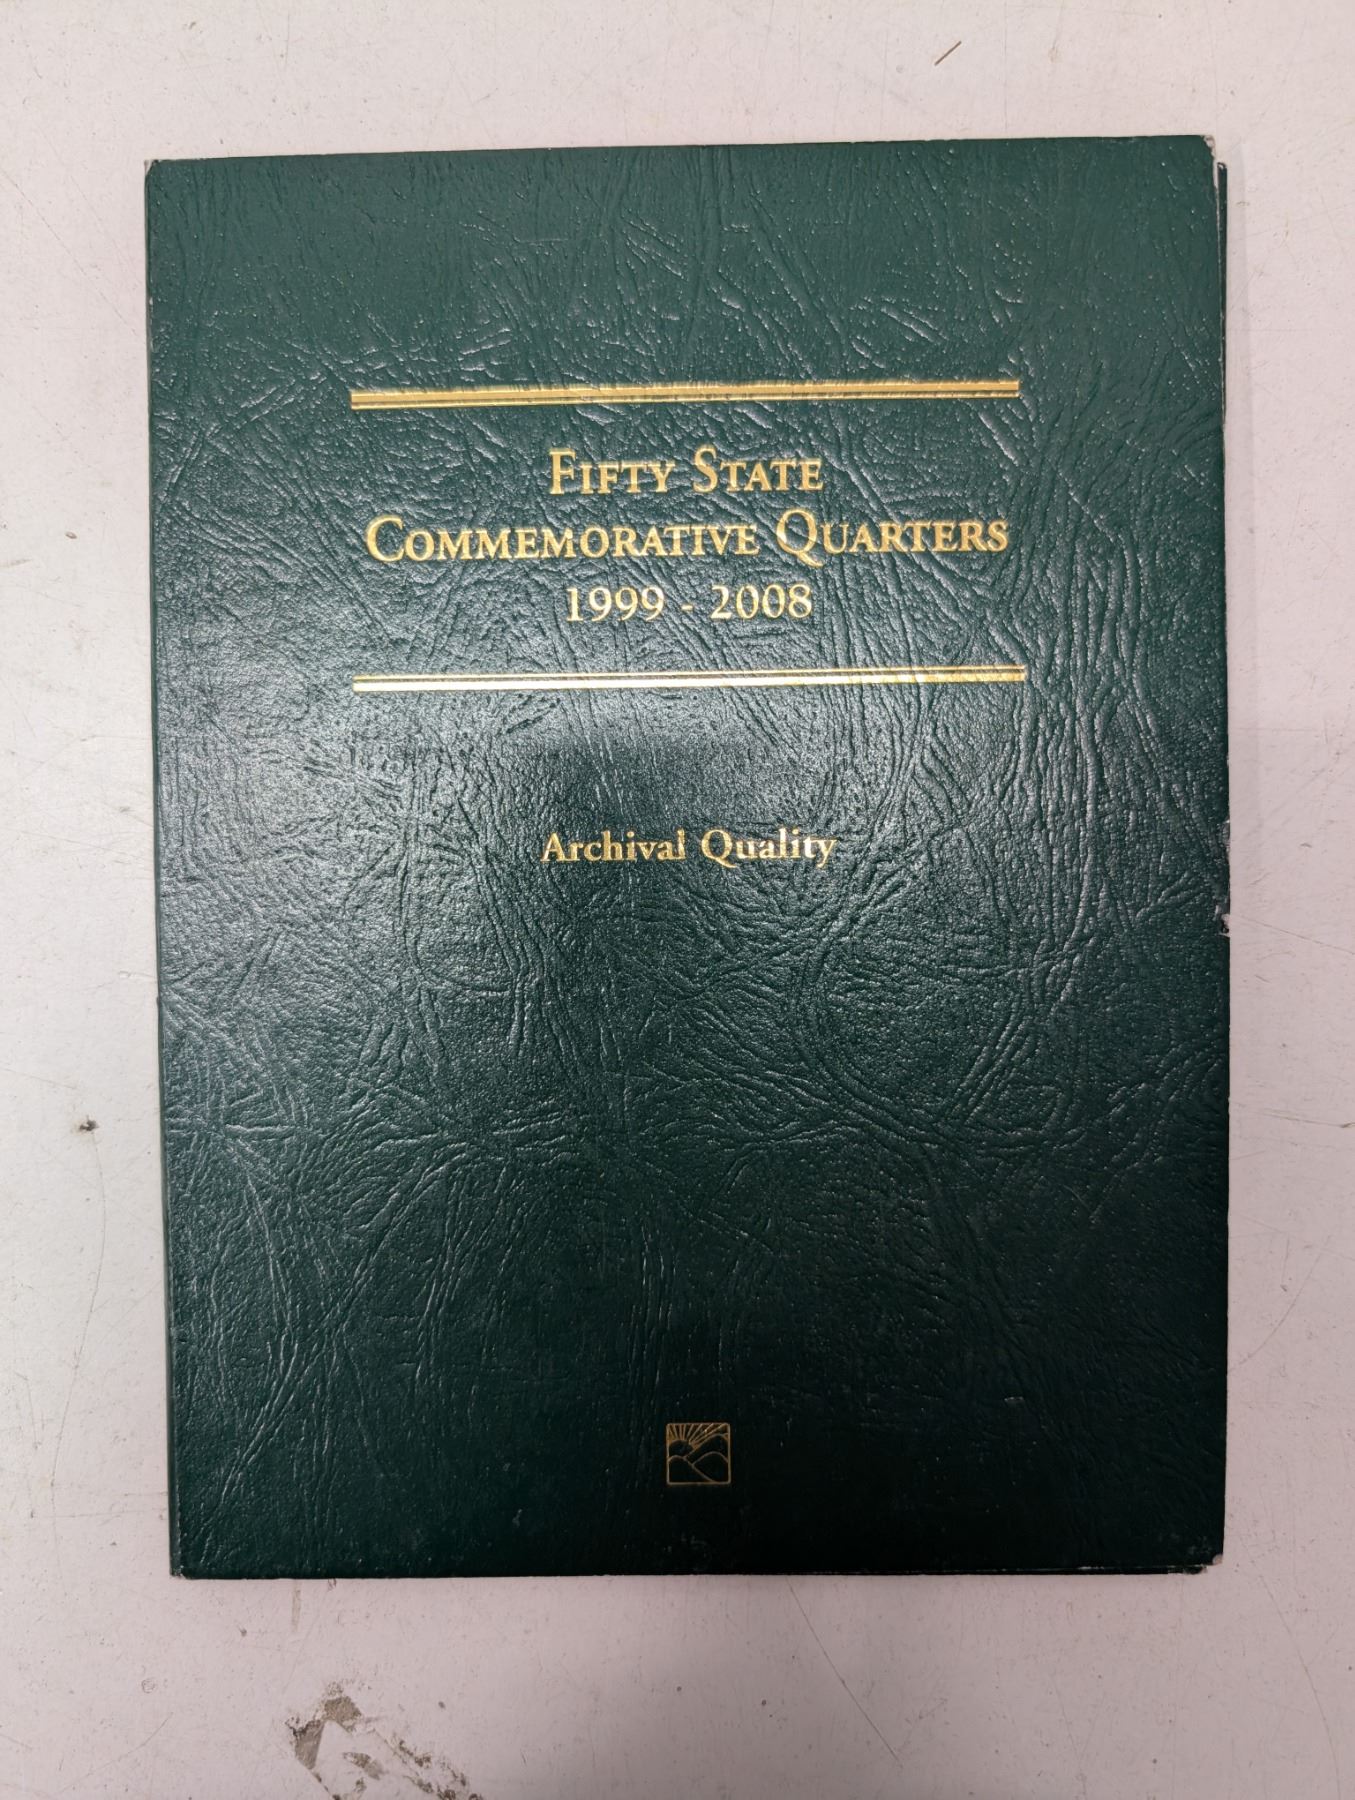 FIFTY STATE
COMMEMORATIVE QUARTERS
1999 - 2008
Archival Quality